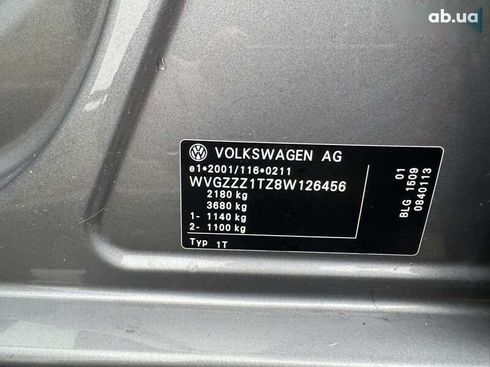 ab.ua
VOLKSWAGEN AG
e1*2001/116*0211
WVGZZZ1TZ8W126456
2180 kg
3680 kg
1- 1140 kg
2- 1100 kg
Typ 1T
01
BLG 1509
0840113